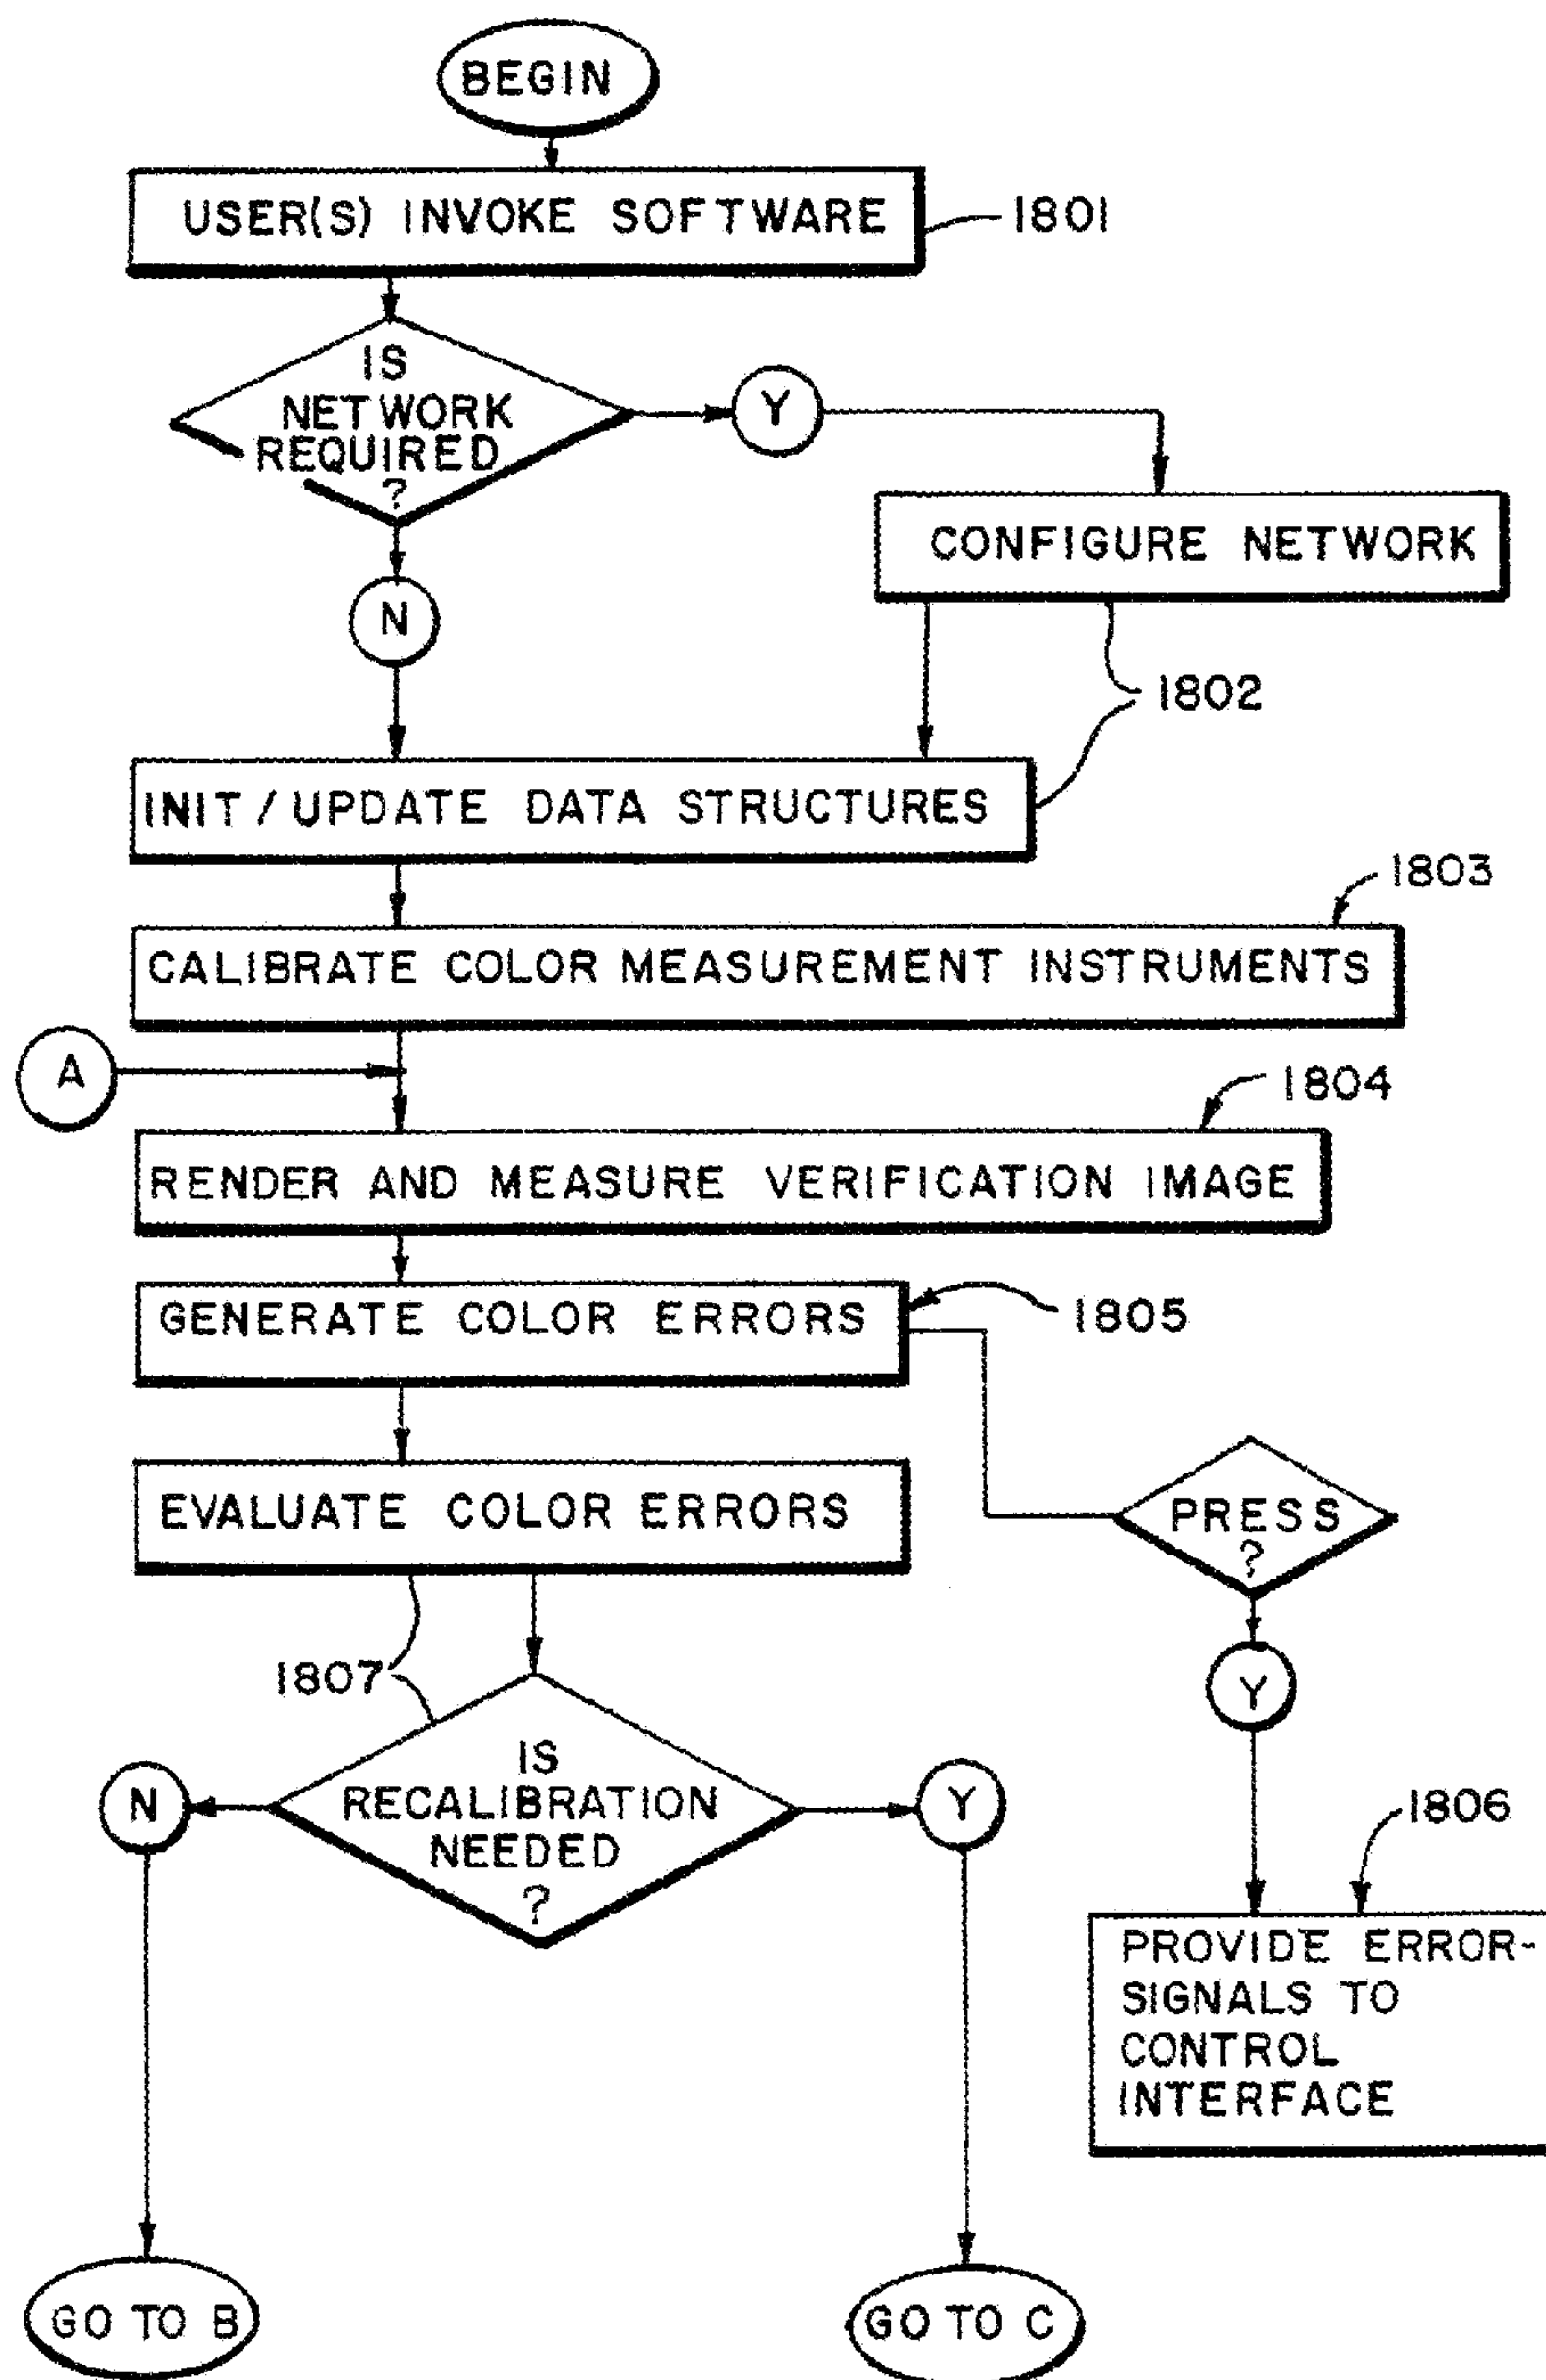 BEGIN
USER(S) INVOKE SOFTWARE
1801
IS
NETWORK
REQUIRED
?
Y
CONFIGURE NETWORK
N
1802
INIT / UPDATE DATA STRUCTURES
1803
CALIBRATE COLOR MEASUREMENT INSTRUMENTS
A
1804
RENDER AND MEASURE VERIFICATION IMAGE
GENERATE COLOR ERRORS
1805
EVALUATE COLOR ERRORS
PRESS
?
1807
Y
IS
RECALIBRATION
NEEDED
?
N
Y
1806
PROVIDE ERROR-
SIGNALS TO
CONTROL
INTERFACE
GO TO B
GO TO C